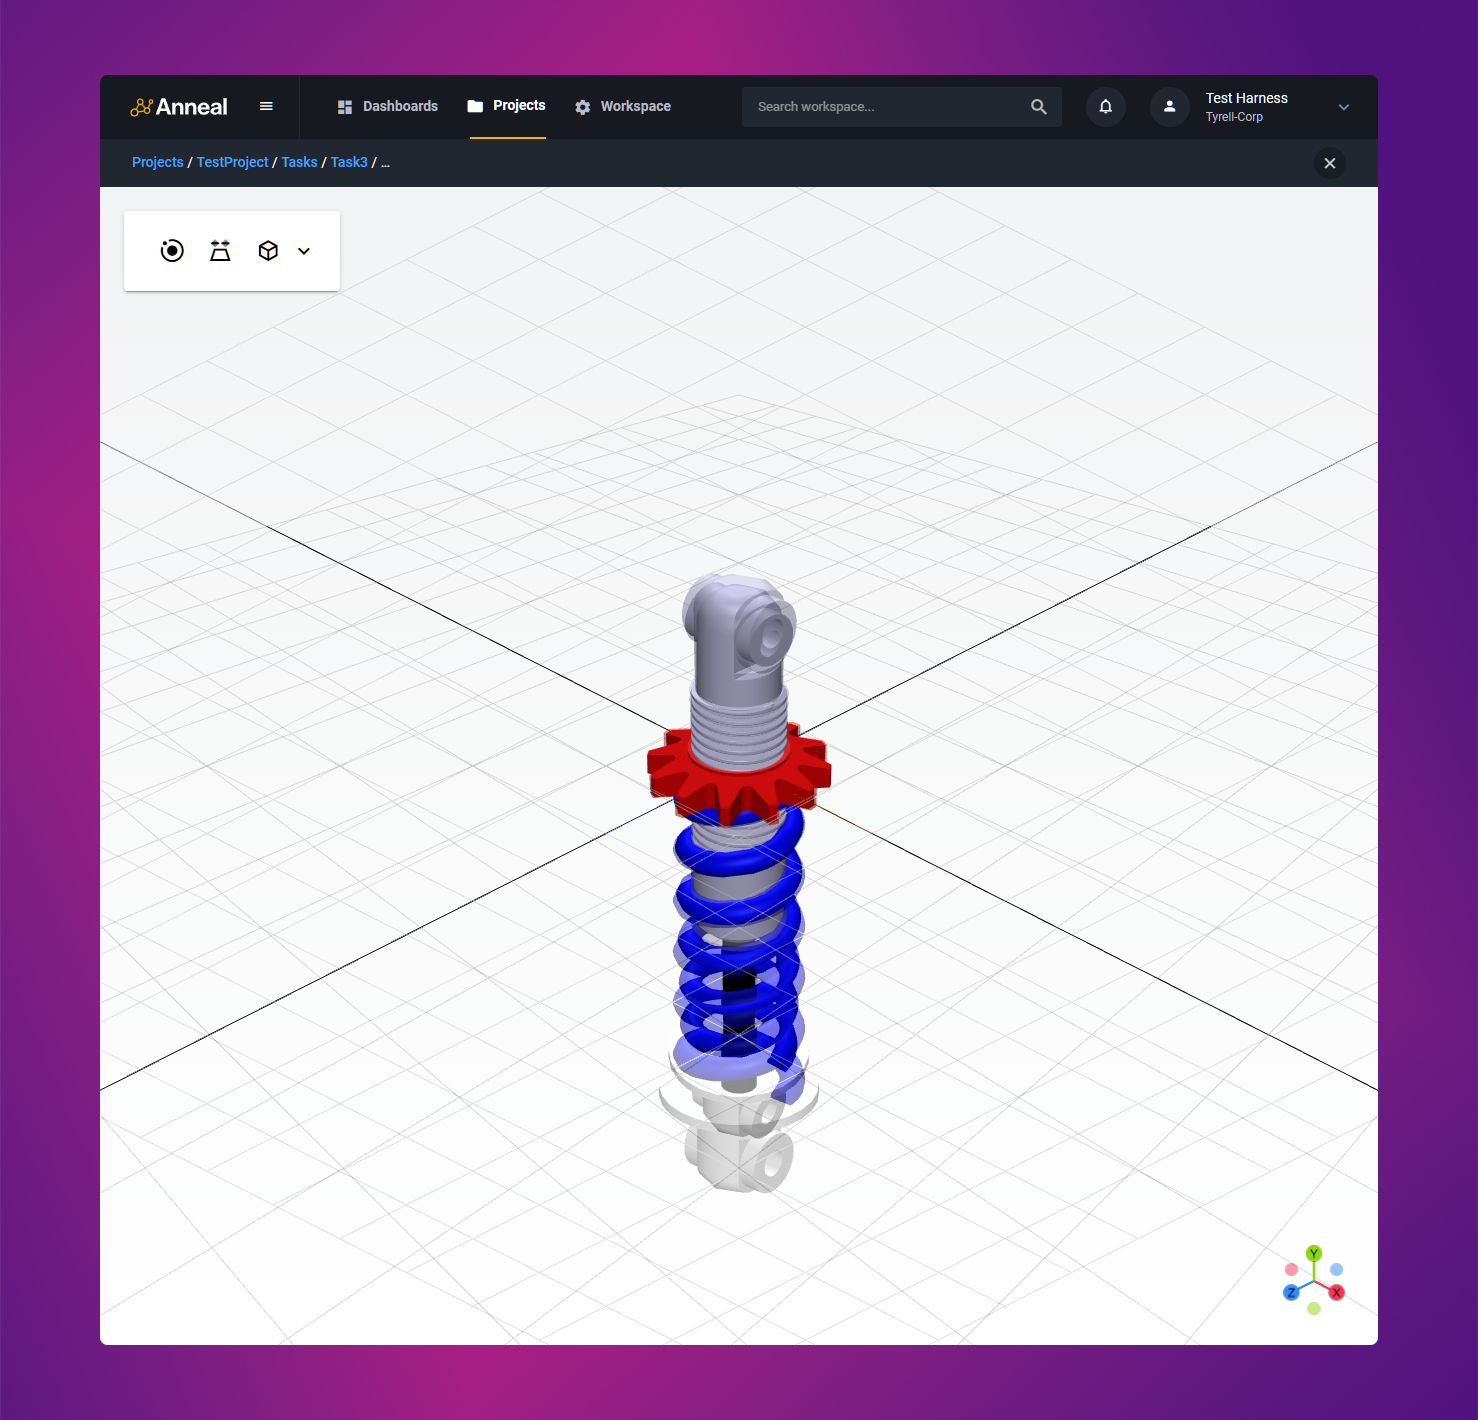 Anneal
Dashboards
Projects
Workspace
Search workspace...
Test Harness
Tyrell-Corp
Projects / TestProject / Tasks / Task3 / ...
Y
Z
X